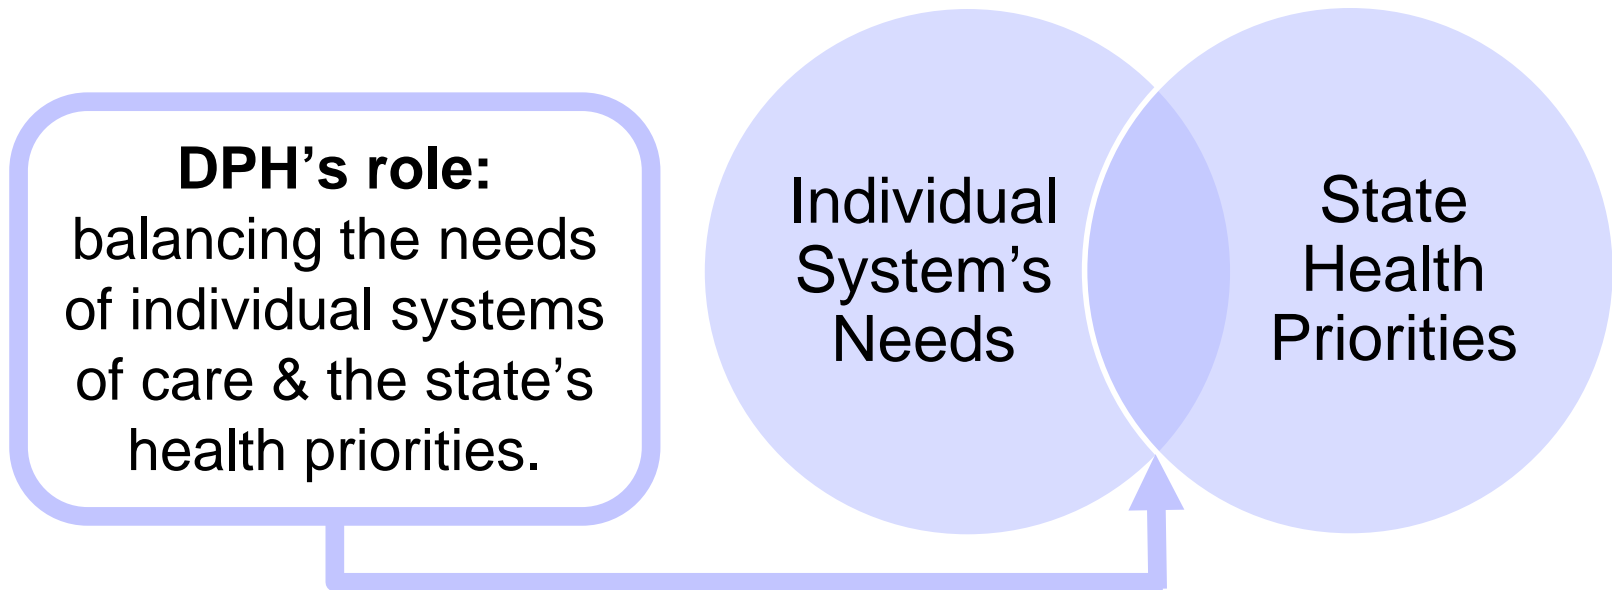 DPH’s role:
balancing the needs
of individual systems
of care & the state’s
health priorities.
Individual
System’s
Needs
State
Health
Priorities